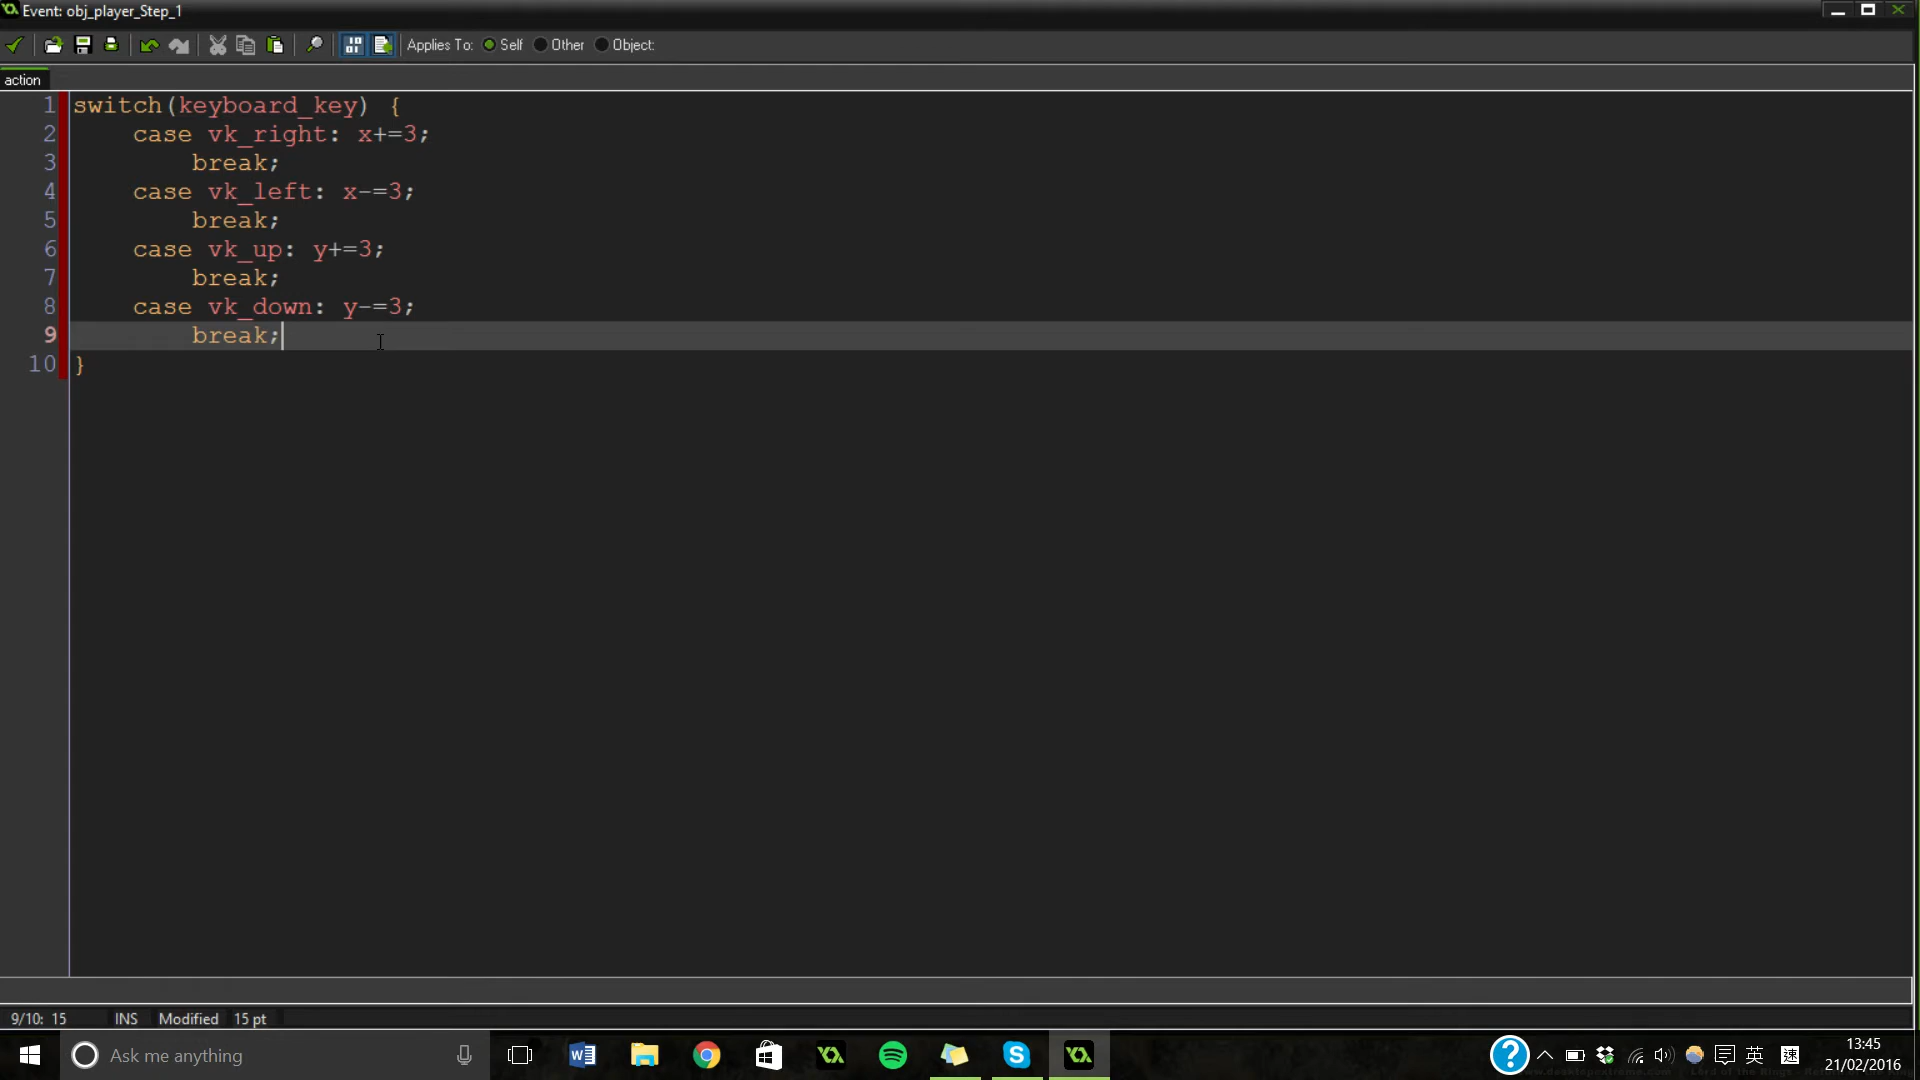 Event: obj_player_Step_1
Applies To: Self Other Object:
action
1 switch(keyboard_key) {
2 case vk_right: x+=3;
3 break;
4 case vk_left: x-=3;
5 break;
6 case vk_up: y+=3;
7 break;
8 case vk_down: y-=3;
9 break;
10 }
9/10: 15 INS Modified 15 pt
Ask me anything
英
速
13:45
21/02/2016